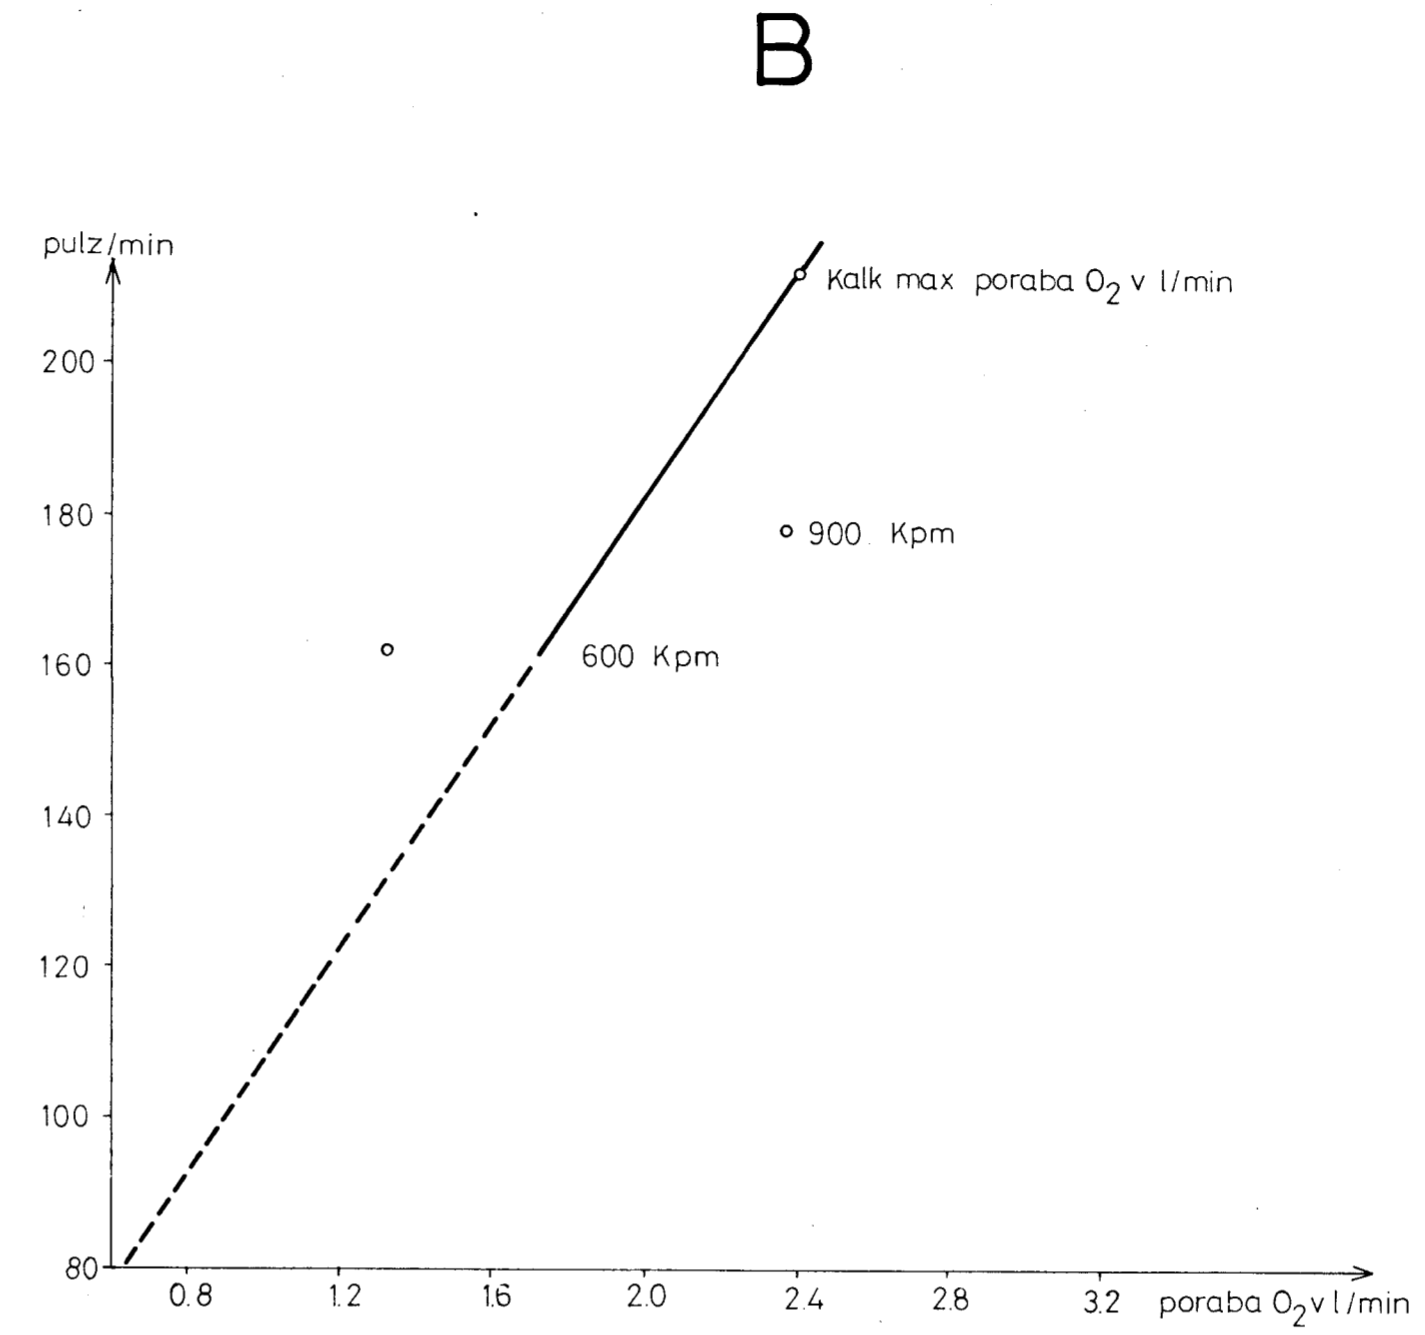 B
pulz/min
Kalk max poraba O₂ v l/min
200
180
900 Kpm
160
600 Kpm
140
120
100
80
0.8 1.2 1.6 2.0 2.4 2.8 3.2 poraba O₂ v l/min